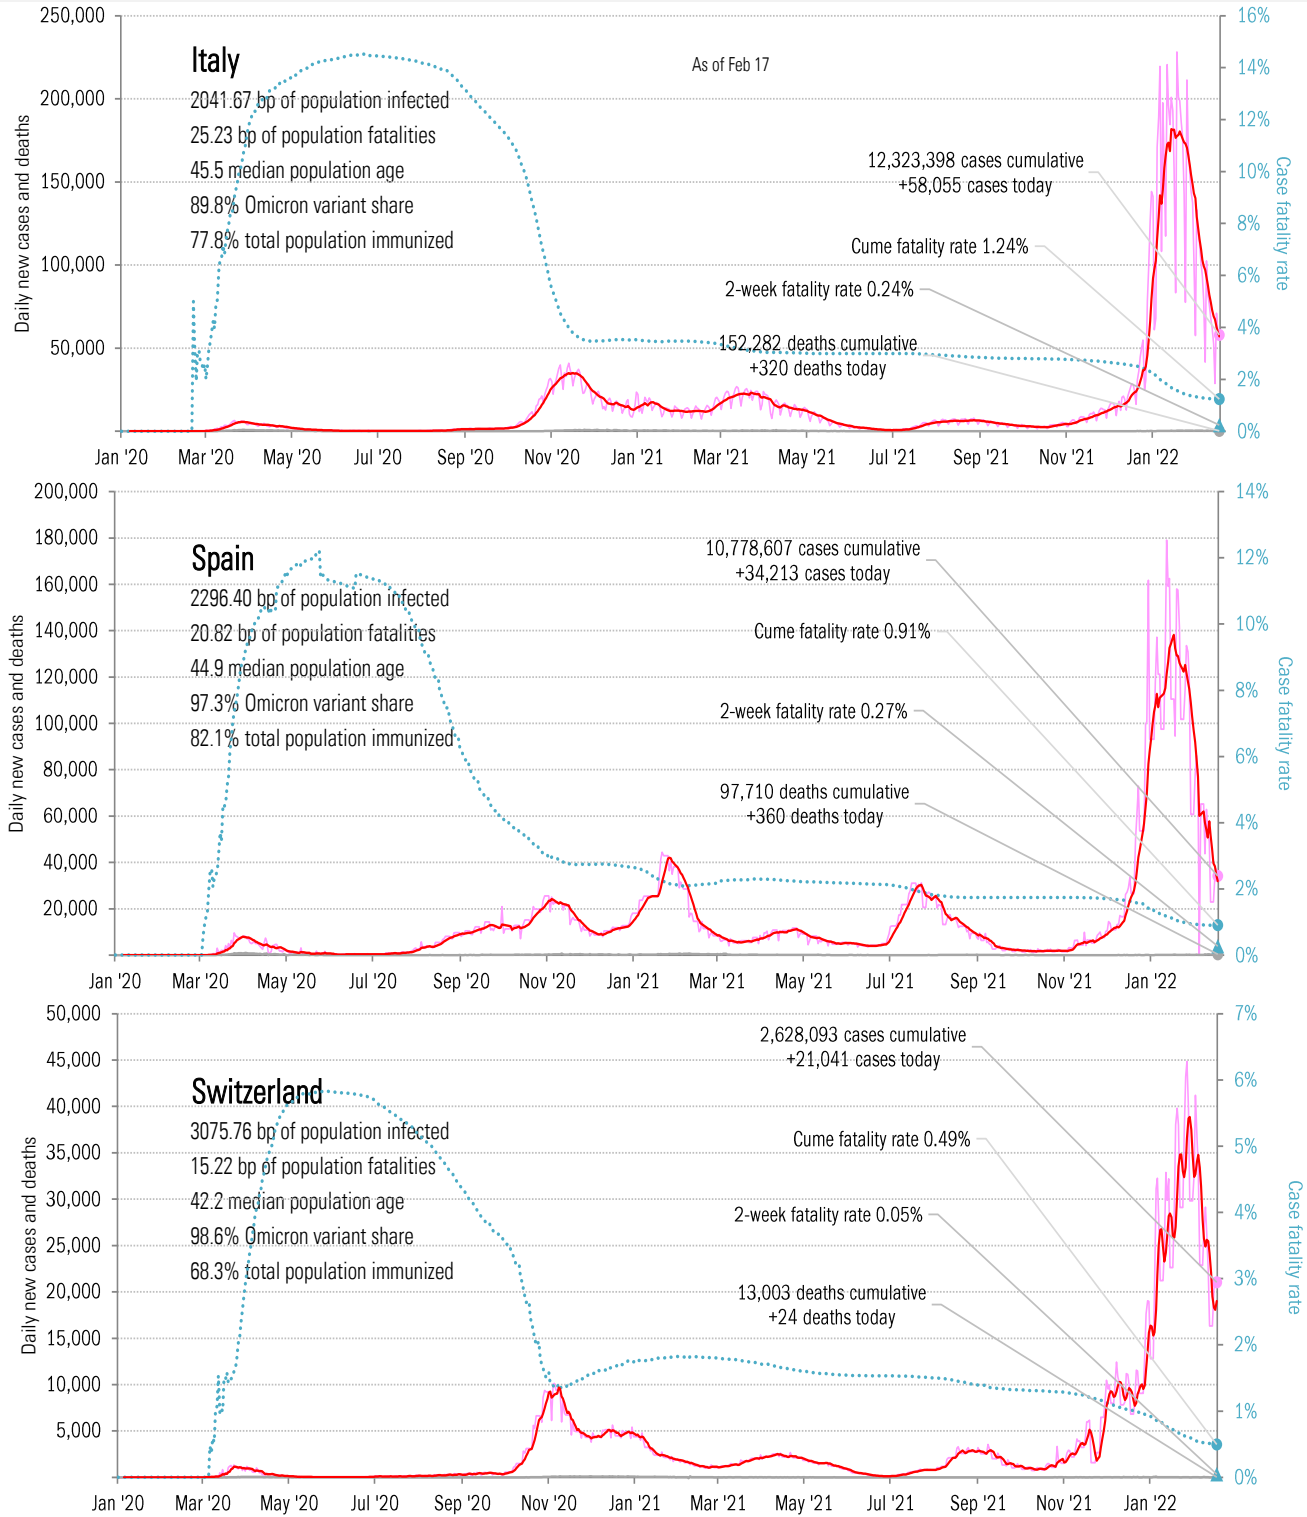 250,000
200,000
150,000
100,000
50,000
Daily new cases and deaths
Italy
2041.67 bp of population infected
25.23 bp of population fatalities
45.5 median population age
89.8% Omicron variant share
77.8% total population immunized
As of Feb 17
12,323,398 cases cumulative
+58,055 cases today
Cume fatality rate 1.24%
2-week fatality rate 0.24%
152,282 deaths cumulative
+320 deaths today
16%
14%
12%
10%
8%
6%
4%
2%
0%
Case fatality rate
Jan '20 Mar '20 May '20 Jul '20 Sep '20 Nov '20 Jan '21 Mar '21 May '21 Jul '21 Sep '21 Nov '21 Jan '22
200,000
180,000
160,000
140,000
120,000
100,000
80,000
60,000
40,000
20,000
Daily new cases and deaths
Spain
2296.40 bp of population infected
20.82 bp of population fatalities
44.9 median population age
97.3% Omicron variant share
82.1% total population immunized
10,778,607 cases cumulative
+34,213 cases today
Cume fatality rate 0.91%
2-week fatality rate 0.27%
97,710 deaths cumulative
+360 deaths today
14%
12%
10%
8%
6%
4%
2%
0%
Case fatality rate
Jan '20 Mar '20 May '20 Jul '20 Sep '20 Nov '20 Jan '21 Mar '21 May '21 Jul '21 Sep '21 Nov '21 Jan '22
50,000
45,000
40,000
35,000
30,000
25,000
20,000
15,000
10,000
5,000
Daily new cases and deaths
Switzerland
3075.76 bp of population infected
15.22 bp of population fatalities
42.2 median population age
98.6% Omicron variant share
68.3% total population immunized
2,628,093 cases cumulative
+21,041 cases today
Cume fatality rate 0.49%
2-week fatality rate 0.05%
13,003 deaths cumulative
+24 deaths today
7%
6%
5%
4%
3%
2%
1%
0%
Case fatality rate
Jan '20 Mar '20 May '20 Jul '20 Sep '20 Nov '20 Jan '21 Mar '21 May '21 Jul '21 Sep '21 Nov '21 Jan '22